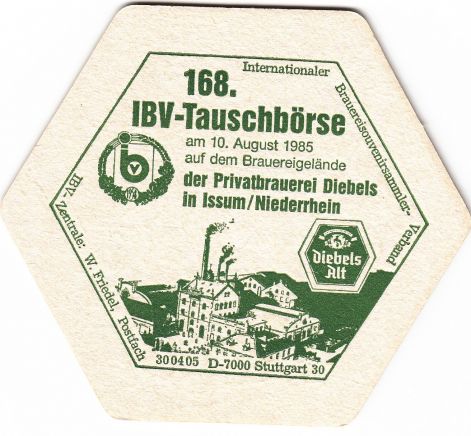 Internationaler
Brauereisouvenirsammler-
Verband
168.
IBV-Tauschbörse
am 10. August 1985
auf dem Brauereigelände
der Privatbrauerei Diebels
in Issum/Niederrhein
ibv
Diebels
Alt
IBV-Zentrale: W. Friedel, Postfach
300405 D-7000 Stuttgart 30